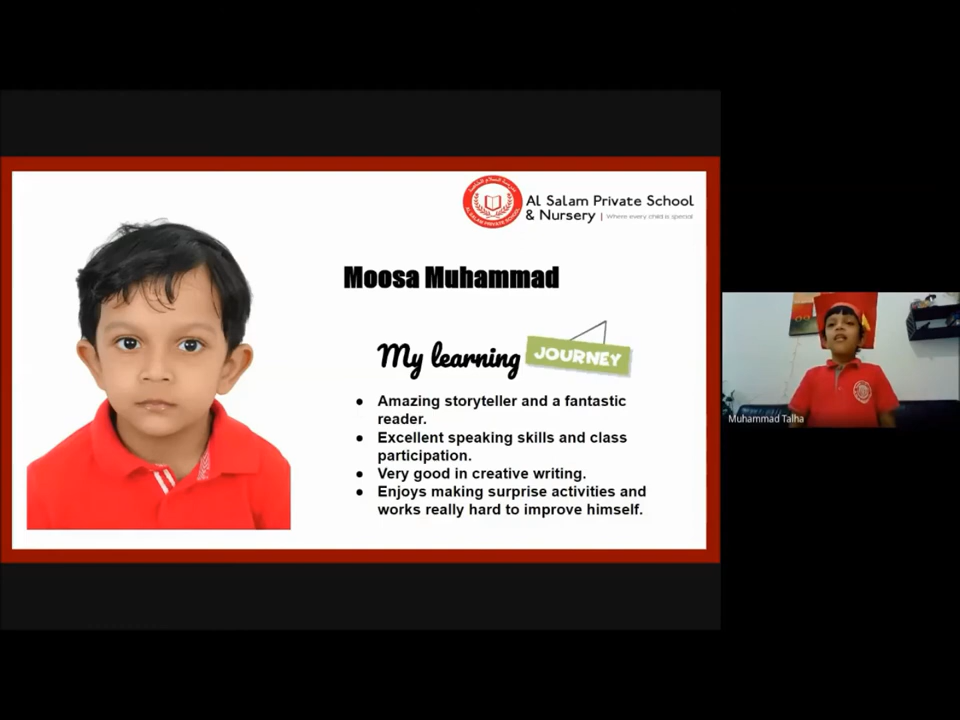 Al Salam Private School
& Nursery | Where every child is special
Moosa Muhammad
My learning JOURNEY
● Amazing storyteller and a fantastic
reader.
● Excellent speaking skills and class
participation.
● Very good in creative writing.
● Enjoys making surprise activities and
works really hard to improve himself.
Muhammad Talha